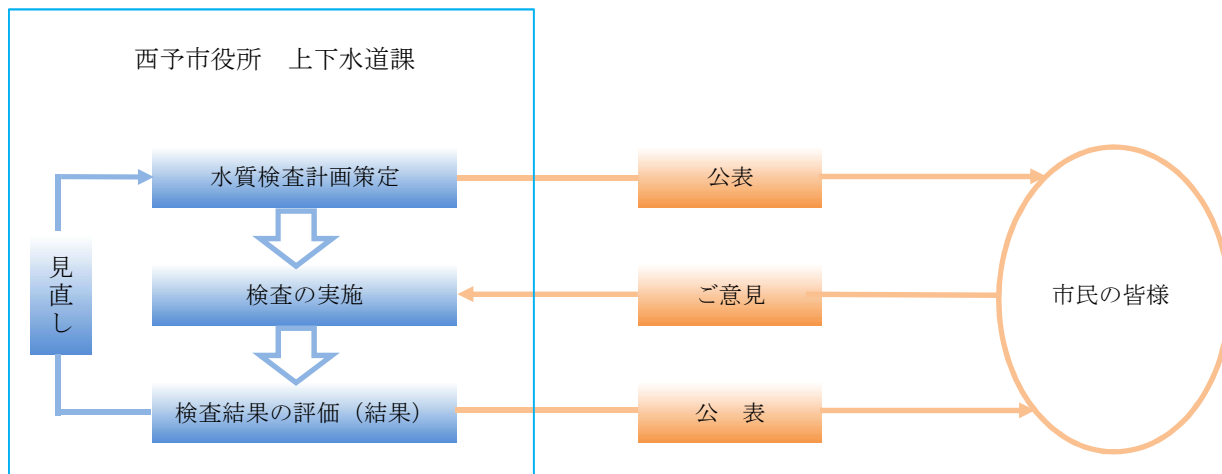 西予市役所　上下水道課
水質検査計画策定
公表
見直し
検査の実施
ご意見
市民の皆様
検査結果の評価（結果）
公　表